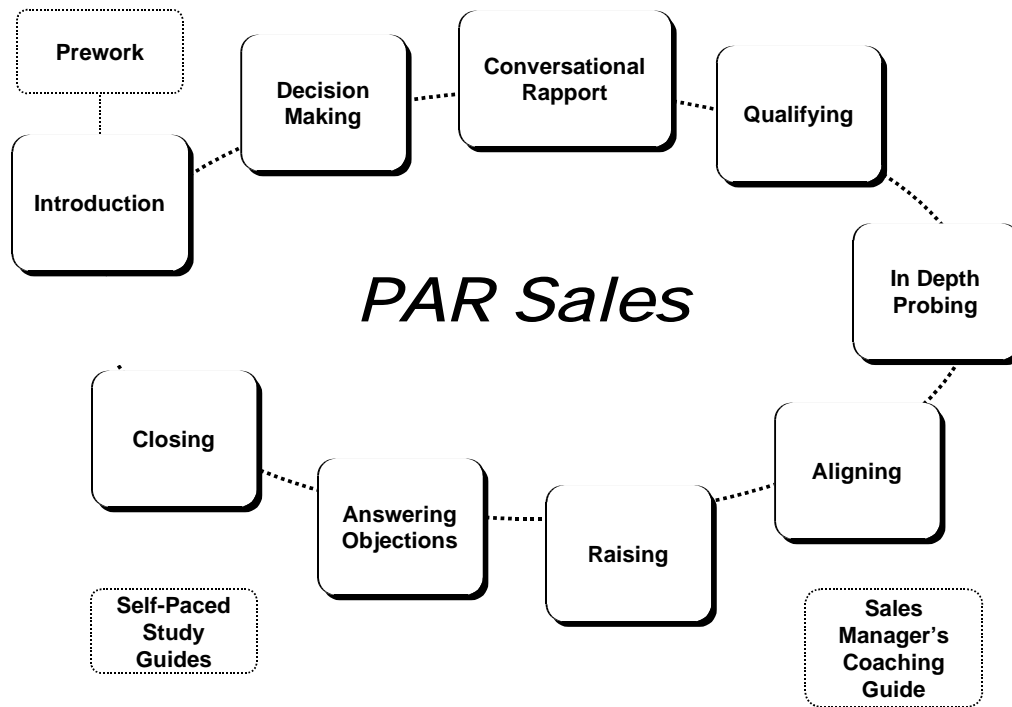 Prework
Introduction
Decision
Making
Conversational
Rapport
Qualifying
In Depth
Probing
PAR Sales
Aligning
Raising
Answering
Objections
Closing
Self-Paced
Study
Guides
Sales
Manager’s
Coaching
Guide